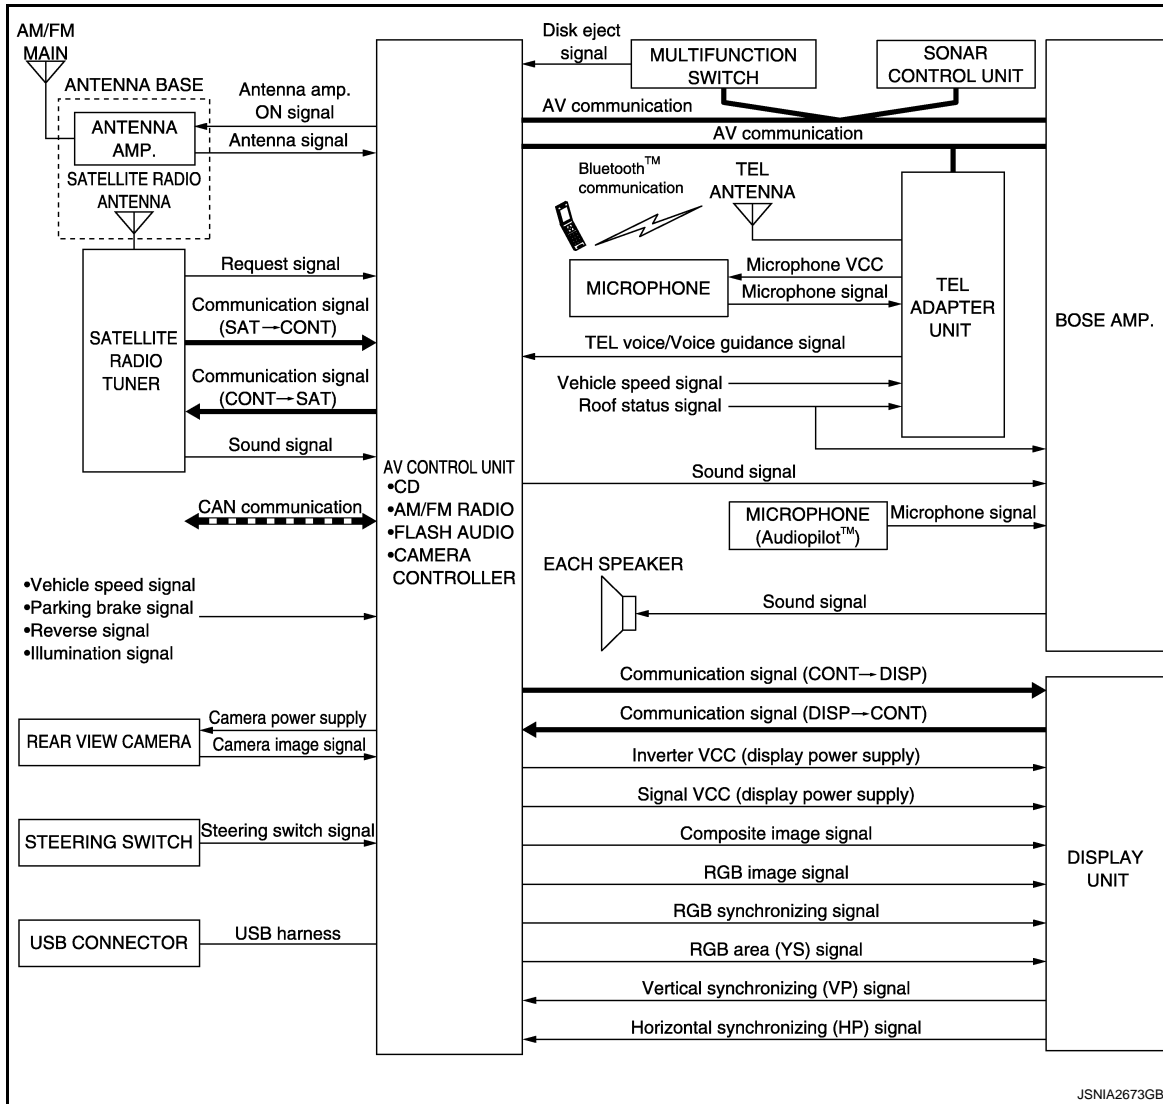 AM/FM
MAIN
ANTENNA BASE
ANTENNA
AMP.
SATELLITE RADIO
ANTENNA
Antenna amp.
ON signal
Antenna signal
SATELLITE
RADIO
TUNER
Request signal
Communication signal
(SAT→CONT)
Communication signal
(CONT→SAT)
Sound signal
CAN communication
•Vehicle speed signal
•Parking brake signal
•Reverse signal
•Illumination signal
REAR VIEW CAMERA
Camera power supply
Camera image signal
STEERING SWITCH
Steering switch signal
USB CONNECTOR
USB harness
AV CONTROL UNIT
•CD
•AM/FM RADIO
•FLASH AUDIO
•CAMERA
CONTROLLER
Disk eject
signal
MULTIFUNCTION
SWITCH
SONAR
CONTROL UNIT
AV communication
AV communication
Bluetooth™
communication
TEL
ANTENNA
MICROPHONE
Microphone VCC
Microphone signal
TEL
ADAPTER
UNIT
BOSE AMP.
TEL voice/Voice guidance signal
Vehicle speed signal
Roof status signal
Sound signal
MICROPHONE
(Audiopilot™)
Microphone signal
EACH SPEAKER
Sound signal
Communication signal (CONT→DISP)
Communication signal (DISP→CONT)
Inverter VCC (display power supply)
Signal VCC (display power supply)
Composite image signal
RGB image signal
RGB synchronizing signal
RGB area (YS) signal
Vertical synchronizing (VP) signal
Horizontal synchronizing (HP) signal
DISPLAY
UNIT
JSNIA2673GB